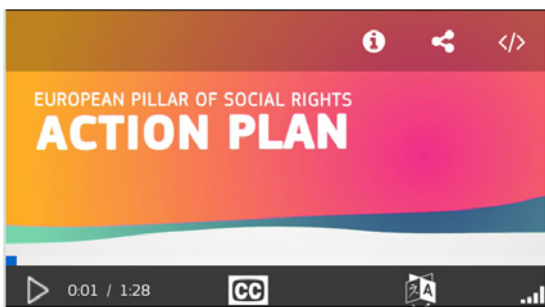 </>
EUROPEAN PILLAR OF SOCIAL RIGHTS
ACTION PLAN
0:01 / 1:28
CC
A